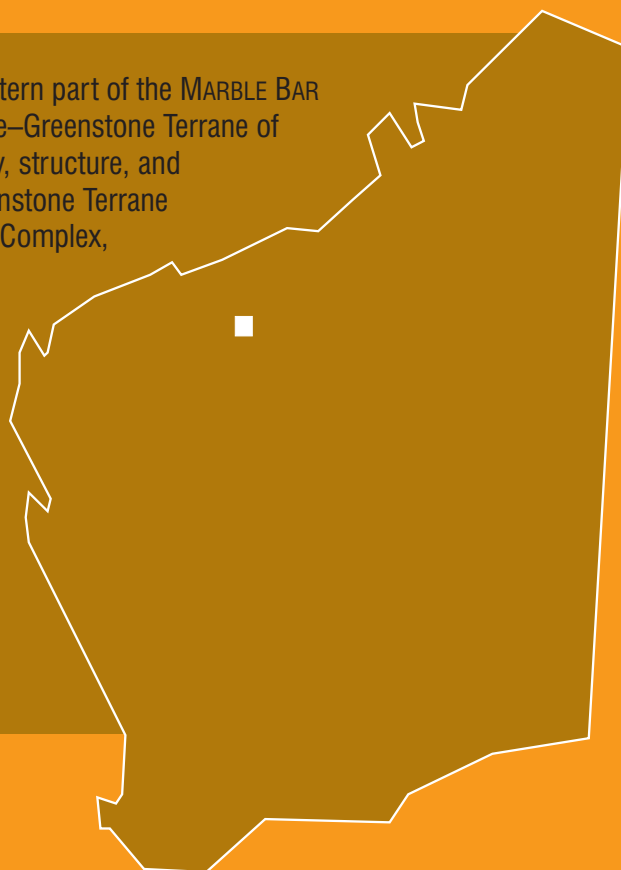 tern part of the MARBLE BAR
e–Greenstone Terrane of
y, structure, and
nstone Terrane
Complex,